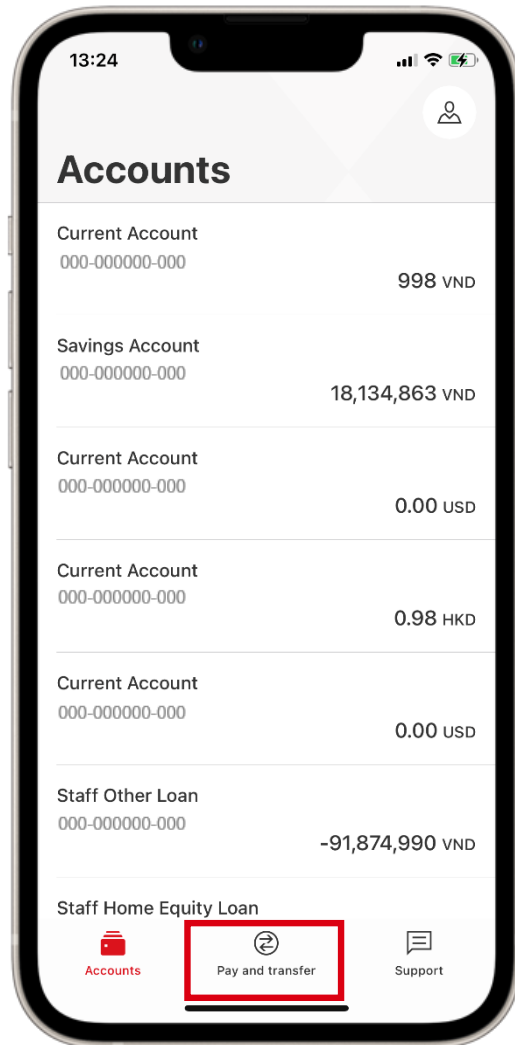 13:24
Accounts
Current Account
000-000000-000
998 VND
Savings Account
000-000000-000
18,134,863 VND
Current Account
000-000000-000
0.00 USD
Current Account
000-000000-000
0.98 HKD
Current Account
000-000000-000
0.00 USD
Staff Other Loan
000-000000-000
-91,874,990 VND
Staff Home Equity Loan
Accounts
Pay and transfer
Support